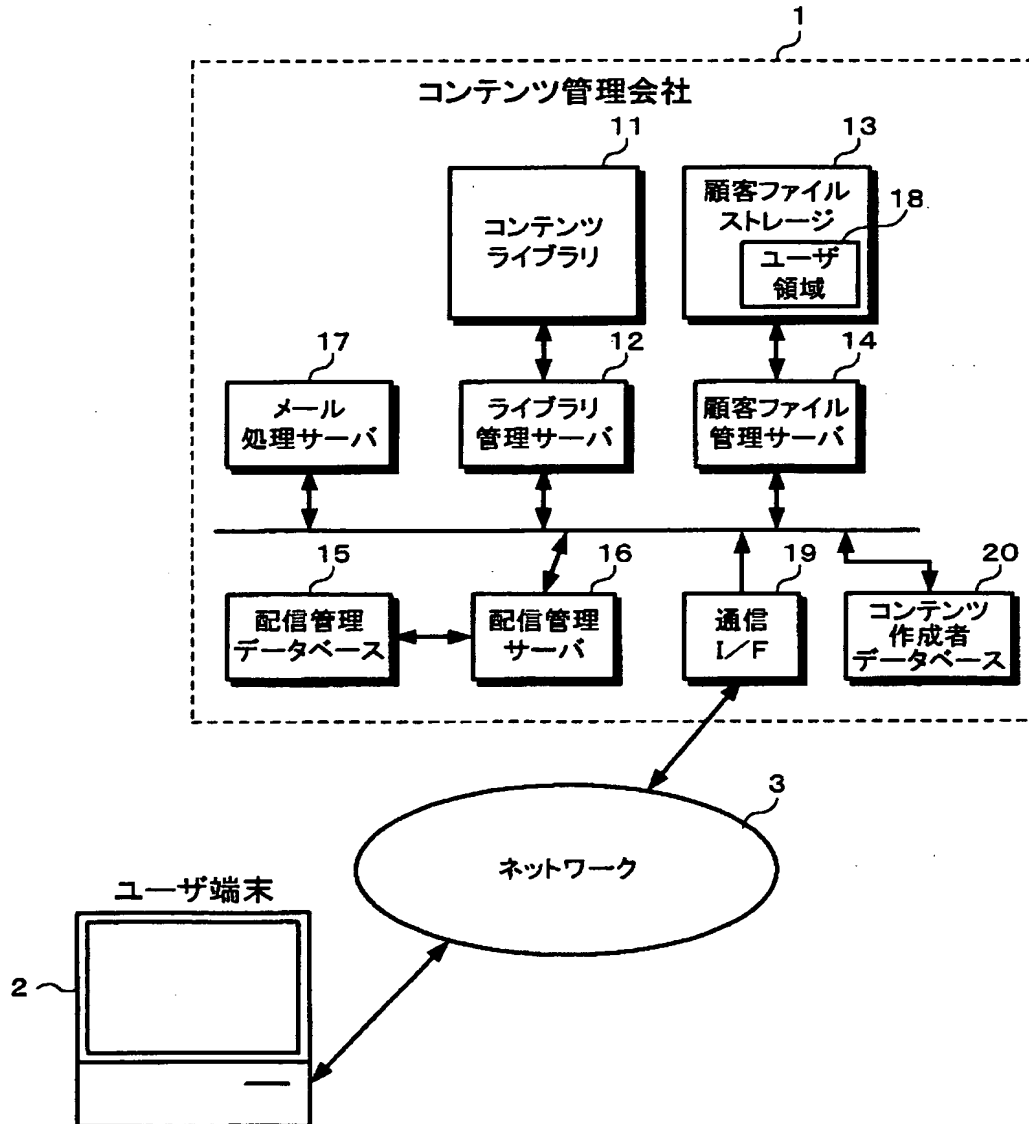 1
コンテンツ管理会社
11
コンテンツ
ライブラリ
13
顧客ファイル
ストレージ
18
ユーザ
領域
17
メール
処理サーバ
12
ライブラリ
管理サーバ
14
顧客ファイル
管理サーバ
15
配信管理
データベース
16
配信管理
サーバ
19
通信
I/F
20
コンテンツ
作成者
データベース
3
ネットワーク
ユーザ端末
2